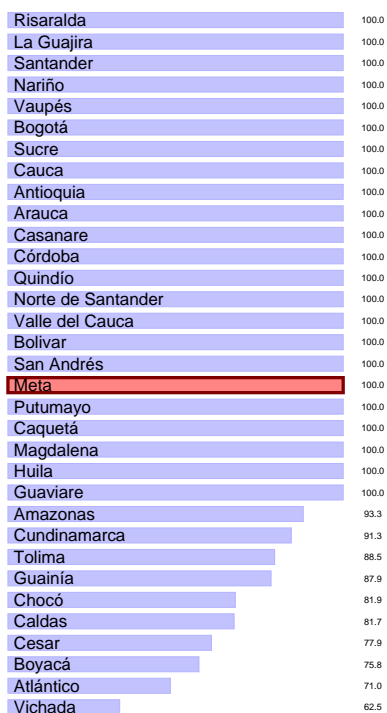 Risaralda 100.0
La Guajira 100.0
Santander 100.0
Nariño 100.0
Vaupés 100.0
Bogotá 100.0
Sucre 100.0
Cauca 100.0
Antioquia 100.0
Arauca 100.0
Casanare 100.0
Córdoba 100.0
Quindío 100.0
Norte de Santander 100.0
Valle del Cauca 100.0
Bolivar 100.0
San Andrés 100.0
Meta 100.0
Putumayo 100.0
Caquetá 100.0
Magdalena 100.0
Huila 100.0
Guaviare 100.0
Amazonas 93.3
Cundinamarca 91.3
Tolima 88.5
Guainía 87.9
Chocó 81.9
Caldas 81.7
Cesar 77.9
Boyacá 75.8
Atlántico 71.0
Vichada 62.5